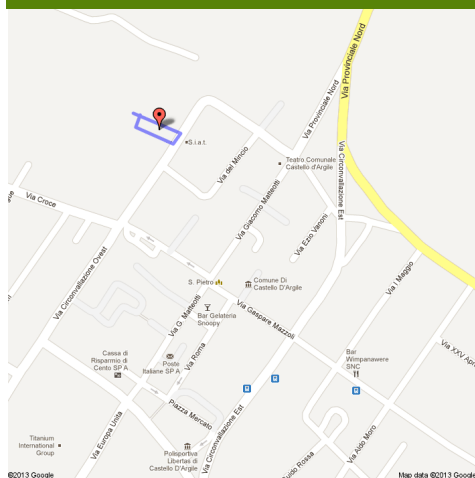 Via Provinciale Nord
Via Provinciale Nord
S.i.a.t.
Via del Mincio
Teatro Comunale
Castello d'Argile
Via Circonvallazione Est
Via Croce
Via Giacomo Matteotti
Via Ezio Vanoni
Via Circonvallazione Ovest
S. Pietro
Comune Di
Castello D'Argile
Via I Maggio
Via G. Matteotti
Bar Gelateria
Snoopy
Via Gaspare Mazzoli
Cassa di
Risparmio di
Cento SP A
Poste
Italiane SP A
Via Roma
Bar
Wimpanawere
SNC
Via XXV Apri
Piazza Mercato
Via Europa Unita
Via Circonvallazione Est
Titanium
International
Group
Polisportiva
Libertas di
Castello D'Argile
uido Rossa
Via Aldo Moro
©2013 Google
Map data ©2013 Google